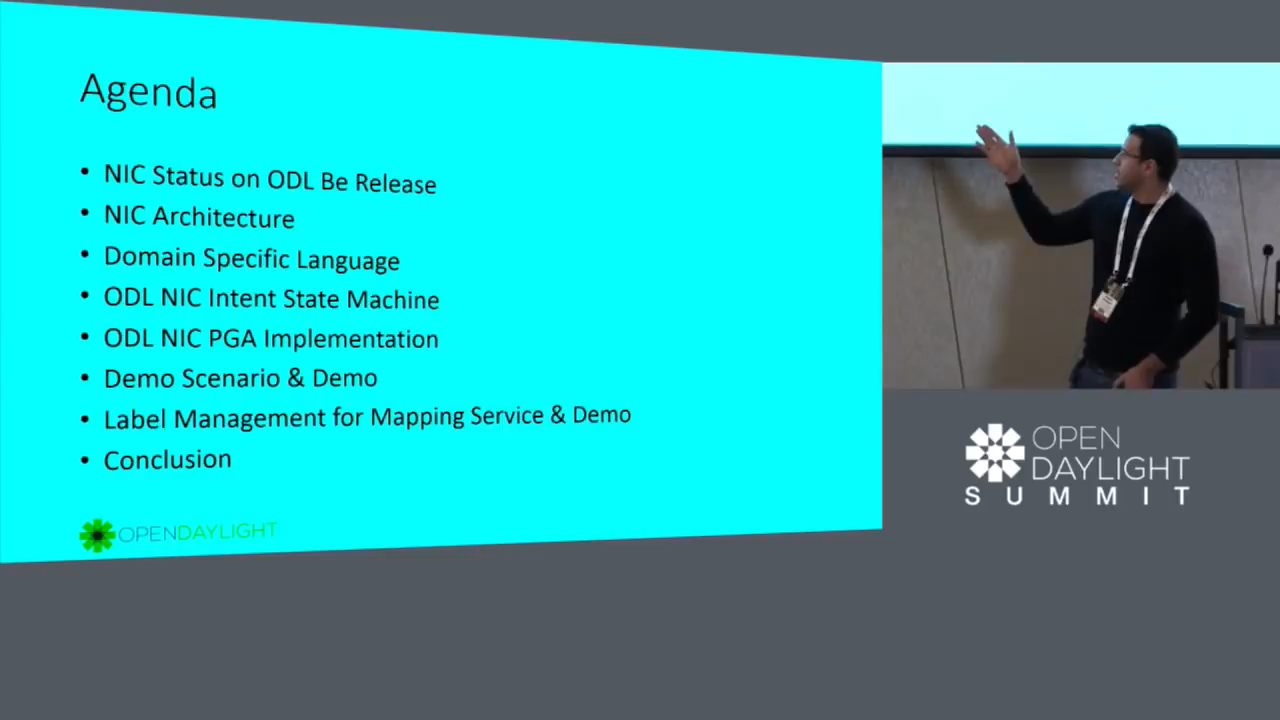 Agenda
• NIC Status on ODL Be Release
• NIC Architecture
• Domain Specific Language
• ODL NIC Intent State Machine
• ODL NIC PGA Implementation
• Demo Scenario & Demo
• Label Management for Mapping Service & Demo
• Conclusion
OPENDAYLIGHT
OPEN
DAYLIGHT
SUMMIT